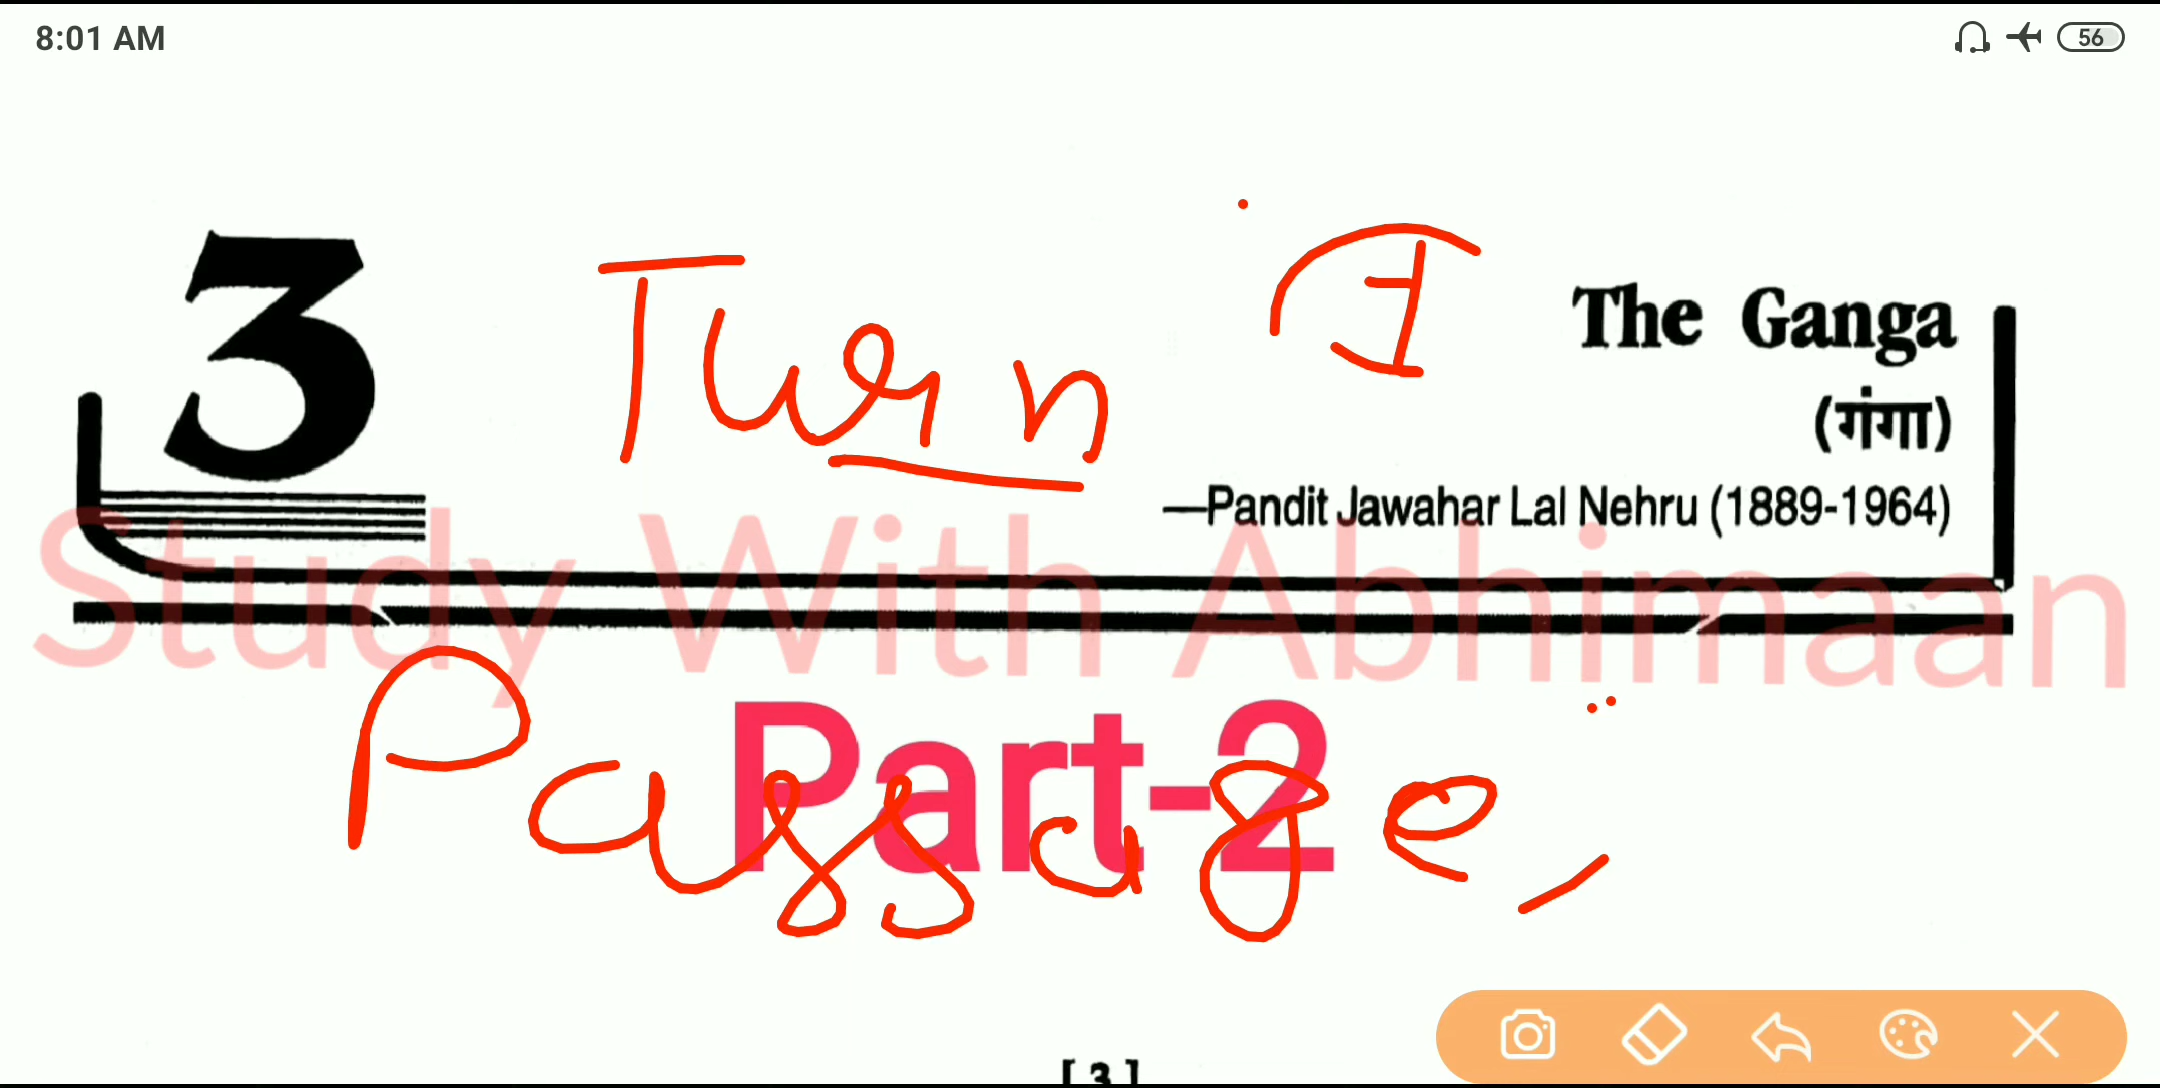 8:01 AM
56
3
Turn
I
The Ganga
(गंगा)
—Pandit Jawahar Lal Nehru (1889-1964)
Study With Abhimaan
Part-2
Passage,
[ 3 ]